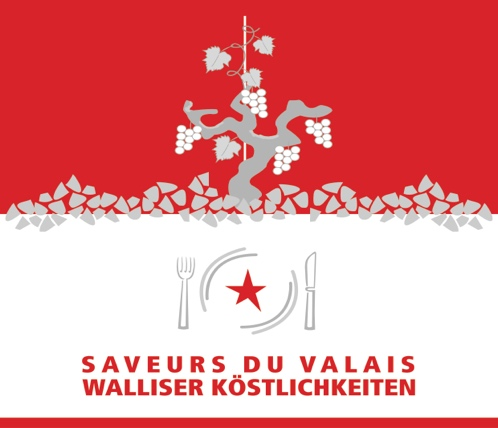 SAVEURS DU VALAIS
WALLISER KÖSTLICHKEITEN